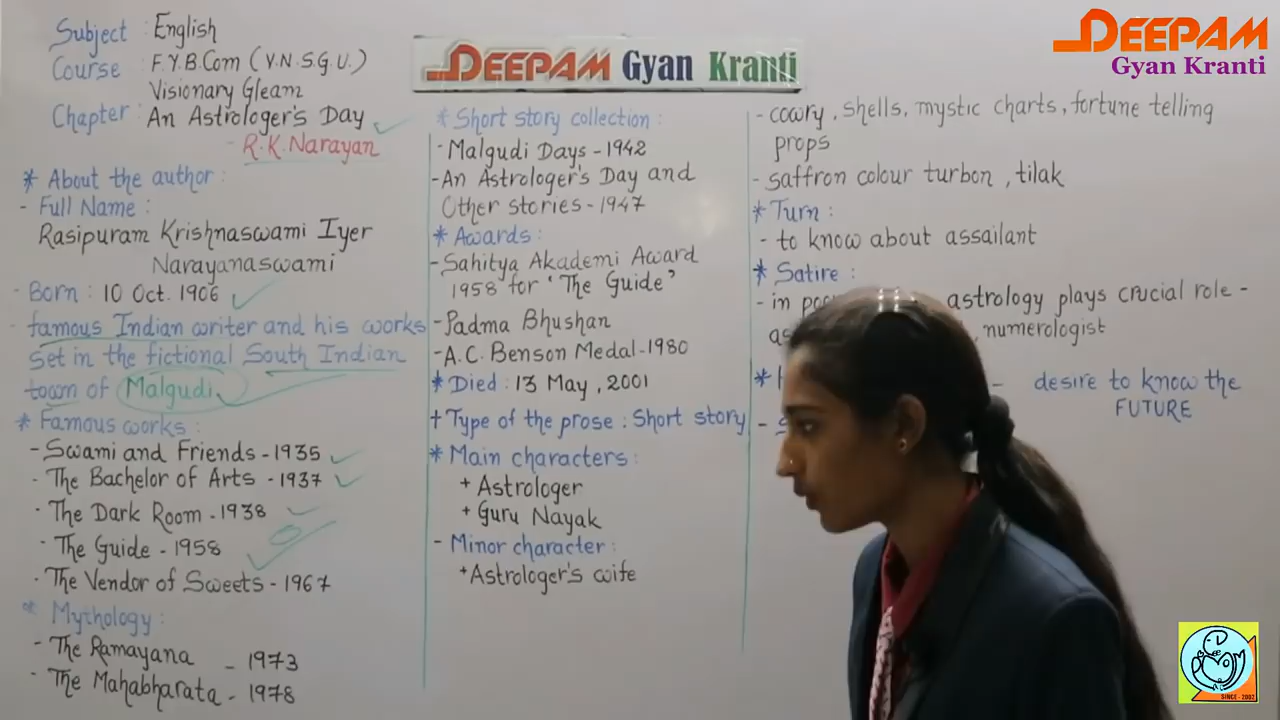 Subject : English
Course : F.Y.B.Com (V.N.S.G.U.)
Visionary Gleam
Chapter : An Astrologer's Day
- R.K.Narayan
* About the author :
- Full Name :
Rasipuram Krishnaswami Iyer
Narayanaswami
- Born : 10 Oct. 1906
- famous Indian writer and his works
set in the fictional South Indian
town of Malgudi
* Famous works :
- Swami and Friends - 1935
- The Bachelor of Arts - 1937
- The Dark Room - 1938
- The Guide - 1958
- The Vendor of Sweets - 1967
* Mythology :
- The Ramayana - 1973
- The Mahabharata - 1978
DEEPAM Gyan Kranti
* Short story collection :
- Malgudi Days - 1942
- An Astrologer's Day and
Other stories - 1947
* Awards :
- Sahitya Akademi Award
1958 for 'The Guide'
- Padma Bhushan
- A.C. Benson Medal - 1980
* Died : 13 May, 2001
+ Type of the prose : Short story
* Main characters :
+ Astrologer
+ Guru Nayak
- Minor character :
+ Astrologer's wife
- cowry, shells, mystic charts, fortune telling
props
- saffron colour turbon, tilak
* Turn :
- to know about assailant
* Satire :
- in astrology plays crucial role -
numerologist
* - desire to know the
FUTURE
DEEPAM
Gyan Kranti
SINCE - 2002